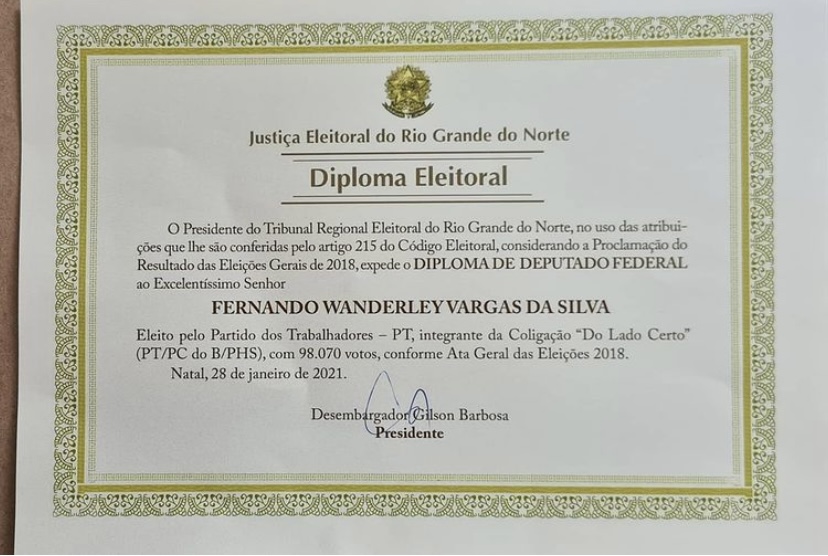 Justiça Eleitoral do Rio Grande do Norte
Diploma Eleitoral
O Presidente do Tribunal Regional Eleitoral do Rio Grande do Norte, no uso das atribui-
ções que lhe são conferidas pelo artigo 215 do Código Eleitoral, considerando a Proclamação do
Resultado das Eleições Gerais de 2018, expede o DIPLOMA DE DEPUTADO FEDERAL
ao Excelentíssimo Senhor
FERNANDO WANDERLEY VARGAS DA SILVA
Eleito pelo Partido dos Trabalhadores – PT, integrante da Coligação “Do Lado Certo”
(PT/PC do B/PHS), com 98.070 votos, conforme Ata Geral das Eleições 2018.
Natal, 28 de janeiro de 2021.
Desembargador Gilson Barbosa
Presidente